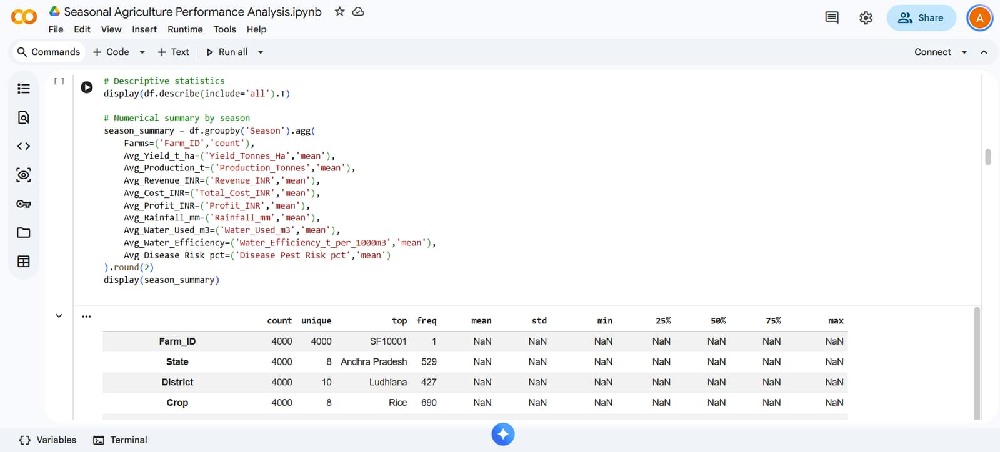 Seasonal Agriculture Performance Analysis.ipynb
File Edit View Insert Runtime Tools Help
Share
A
Commands + Code + Text Run all
Connect
[ ]
# Descriptive statistics
display(df.describe(include='all').T)
# Numerical summary by season
season_summary = df.groupby('Season').agg(
    Farms=('Farm_ID','count'),
    Avg_Yield_t_ha=('Yield_Tonnes_Ha','mean'),
    Avg_Production_t=('Production_Tonnes','mean'),
    Avg_Revenue_INR=('Revenue_INR','mean'),
    Avg_Cost_INR=('Total_Cost_INR','mean'),
    Avg_Profit_INR=('Profit_INR','mean'),
    Avg_Rainfall_mm=('Rainfall_mm','mean'),
    Avg_Water_Used_m3=('Water_Used_m3','mean'),
    Avg_Water_Efficiency=('Water_Efficiency_t_per_1000m3','mean'),
    Avg_Disease_Risk_pct=('Disease_Pest_Risk_pct','mean')
).round(2)
display(season_summary)
count unique top freq mean std min 25% 50% 75% max
Farm_ID 4000 4000 SF10001 1 NaN NaN NaN NaN NaN NaN NaN
State 4000 8 Andhra Pradesh 529 NaN NaN NaN NaN NaN NaN NaN
District 4000 10 Ludhiana 427 NaN NaN NaN NaN NaN NaN NaN
Crop 4000 8 Rice 690 NaN NaN NaN NaN NaN NaN NaN
Variables Terminal